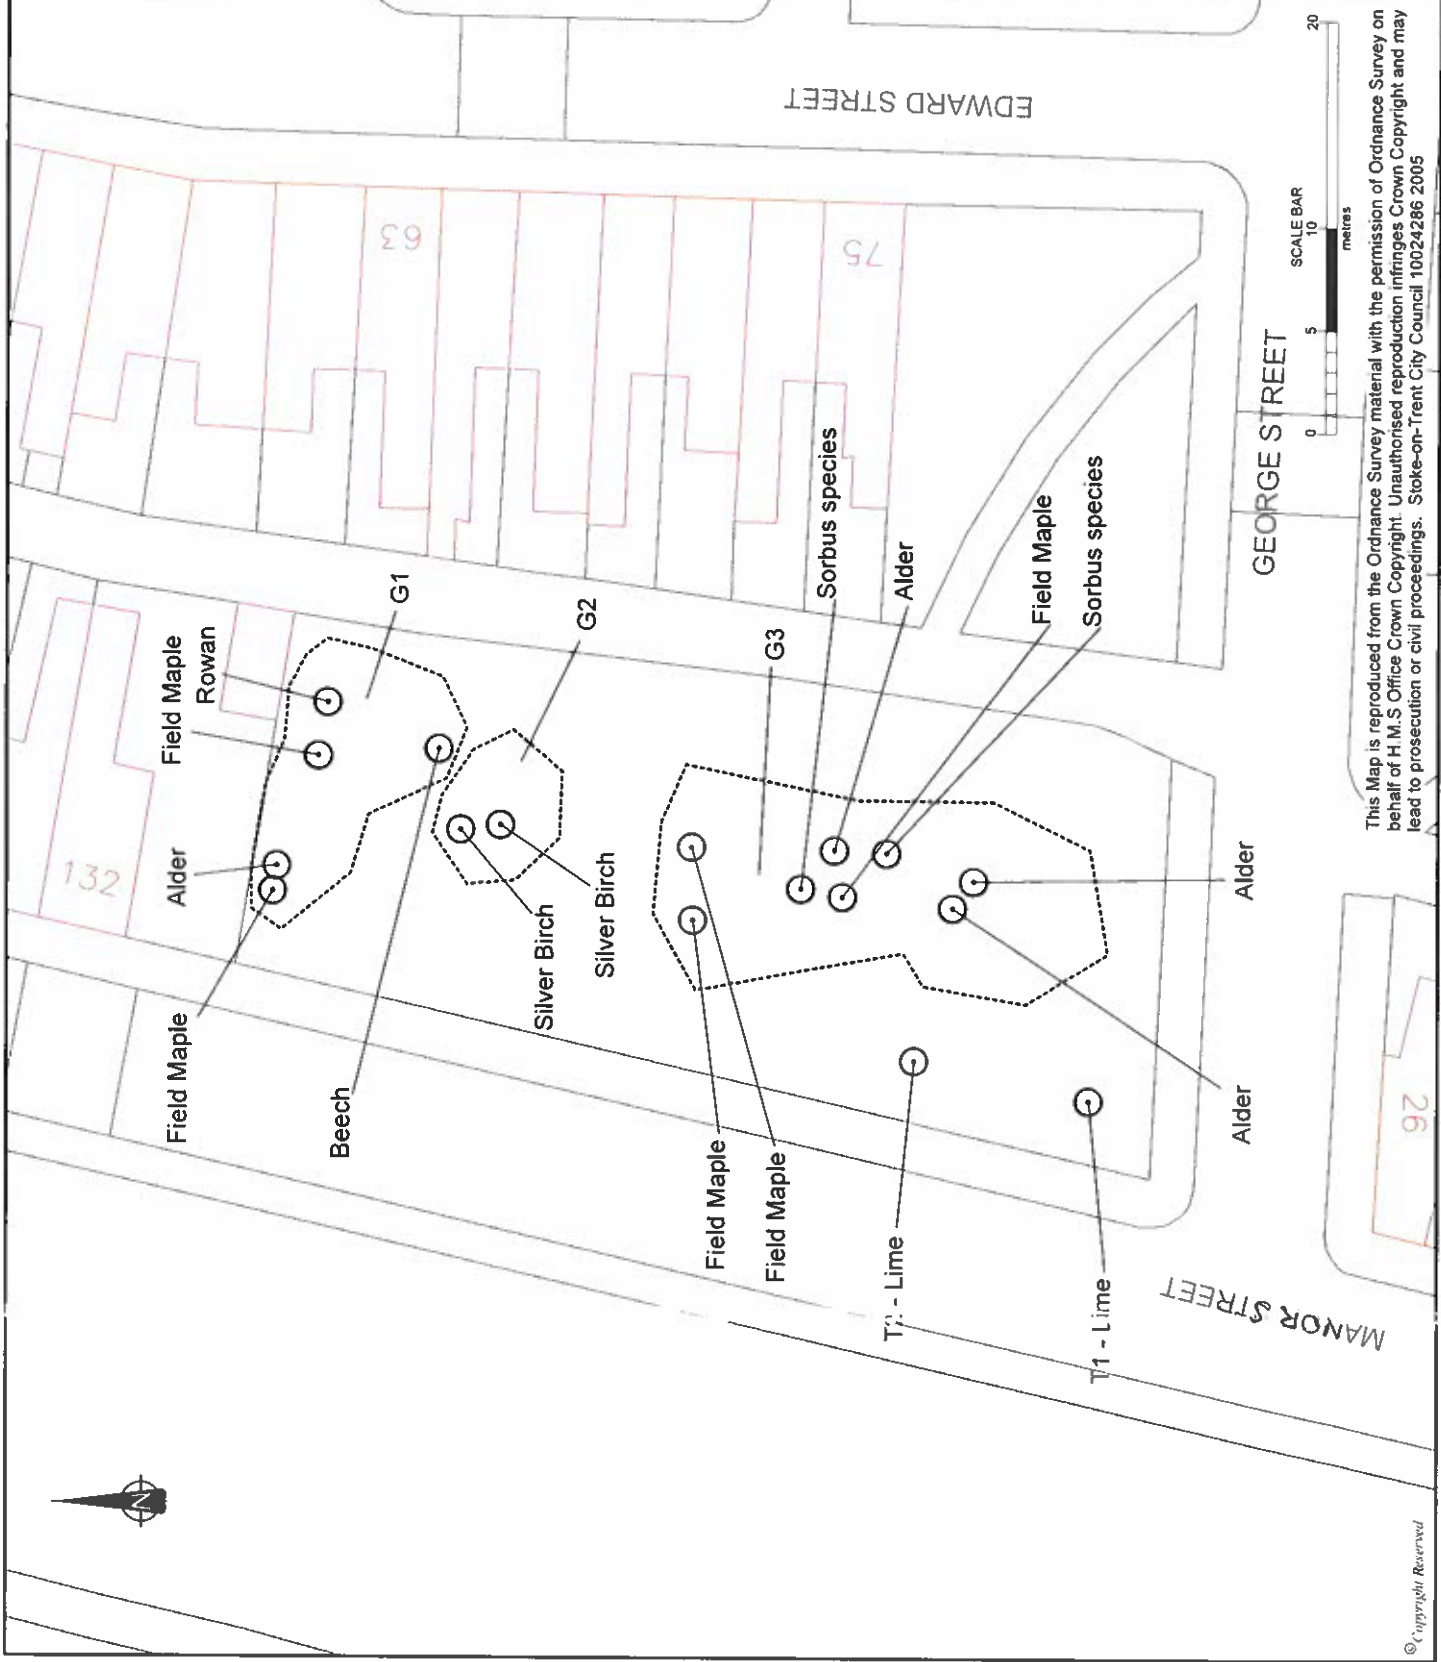 EDWARD STREET
63
75
132
Field Maple
Rowan
G1
Alder
G2
Field Maple
Beech
Silver Birch
Silver Birch
G3
Sorbus species
Alder
Field Maple
Sorbus species
Field Maple
Field Maple
Alder
Alder
Lime
T1 - Lime
MANOR STREET
GEORGE STREET
26
N
SCALE BAR
0 5 10 20
metres
This Map is reproduced from the Ordnance Survey material with the permission of Ordnance Survey on
behalf of H.M.S Office Crown Copyright. Unauthorised reproduction infringes Crown Copyright and may
lead to prosecution or civil proceedings. Stoke-on-Trent City Council 10024286 2005
©Copyright Reserved